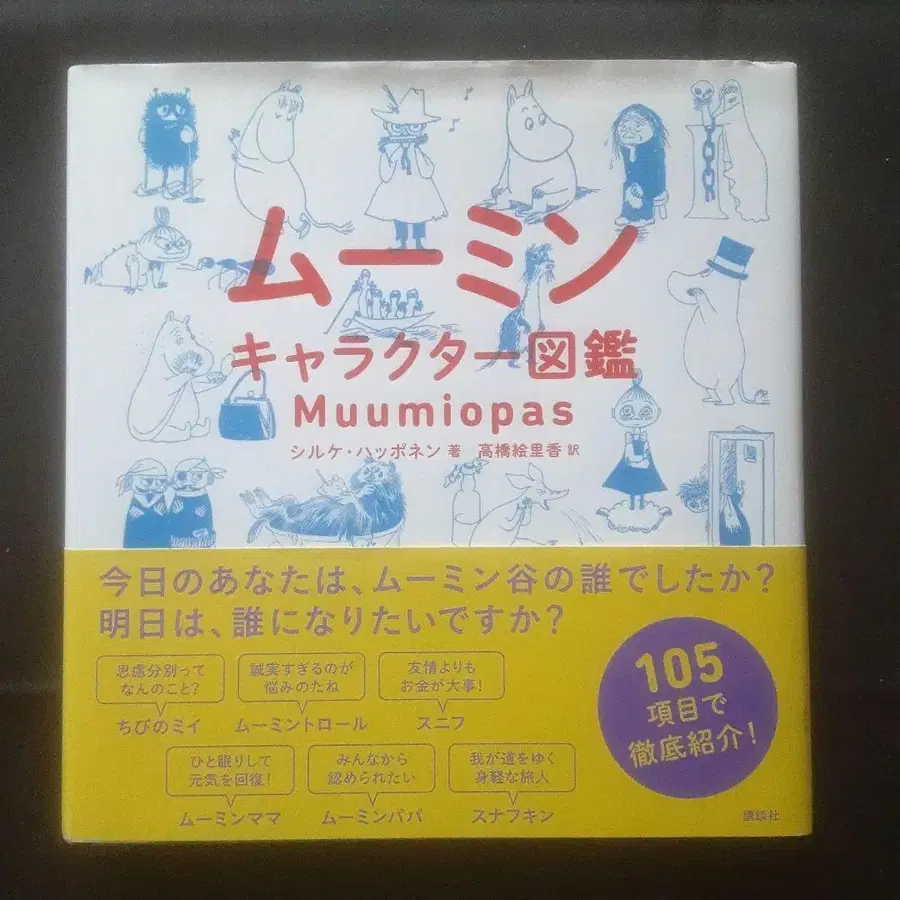 ムーミン
キャラクター図鑑
Muumiopas
シルケ・ハッポネン 著 高橋絵里香 訳
今日のあなたは、ムーミン谷の誰でしたか?
明日は、誰になりたいですか?
思慮分別って
なんのこと?
ちびのミイ
誠実すぎるのが
悩みのたね
ムーミントロール
友情よりも
お金が大事!
スニフ
ひと眠りして
元気を回復!
ムーミンママ
みんなから
認められたい
ムーミンパパ
我が道をゆく
身軽な旅人
スナフキン
105
項目で
徹底紹介!
講談社